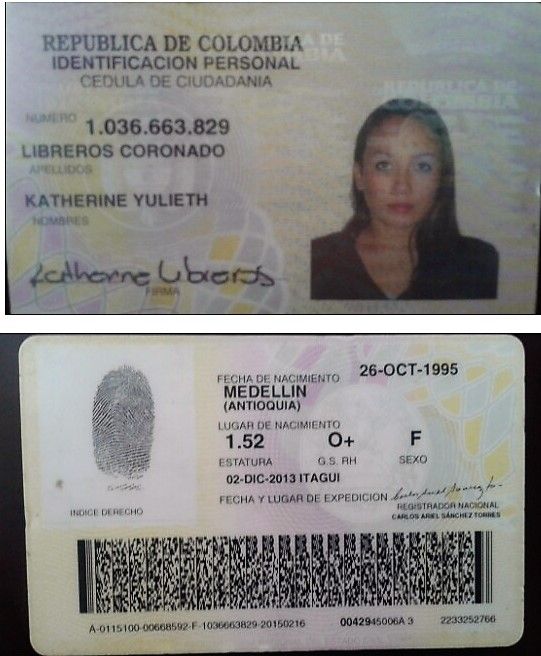 REPUBLICA DE COLOMBIA
IDENTIFICACION PERSONAL
CEDULA DE CIUDADANIA
NUMERO 1.036.663.829
LIBREROS CORONADO
APELLIDOS
KATHERINE YULIETH
NOMBRES
Katherine Libreros
FIRMA
FECHA DE NACIMIENTO 26-OCT-1995
MEDELLIN
(ANTIOQUIA)
LUGAR DE NACIMIENTO
1.52 O+ F
ESTATURA G.S. RH SEXO
02-DIC-2013 ITAGUI
FECHA Y LUGAR DE EXPEDICION
INDICE DERECHO
REGISTRADOR NACIONAL
CARLOS ARIEL SÁNCHEZ TORRES
A-0115100-00668592-F-1036663829-20150216 0042945006A 3 2233252766